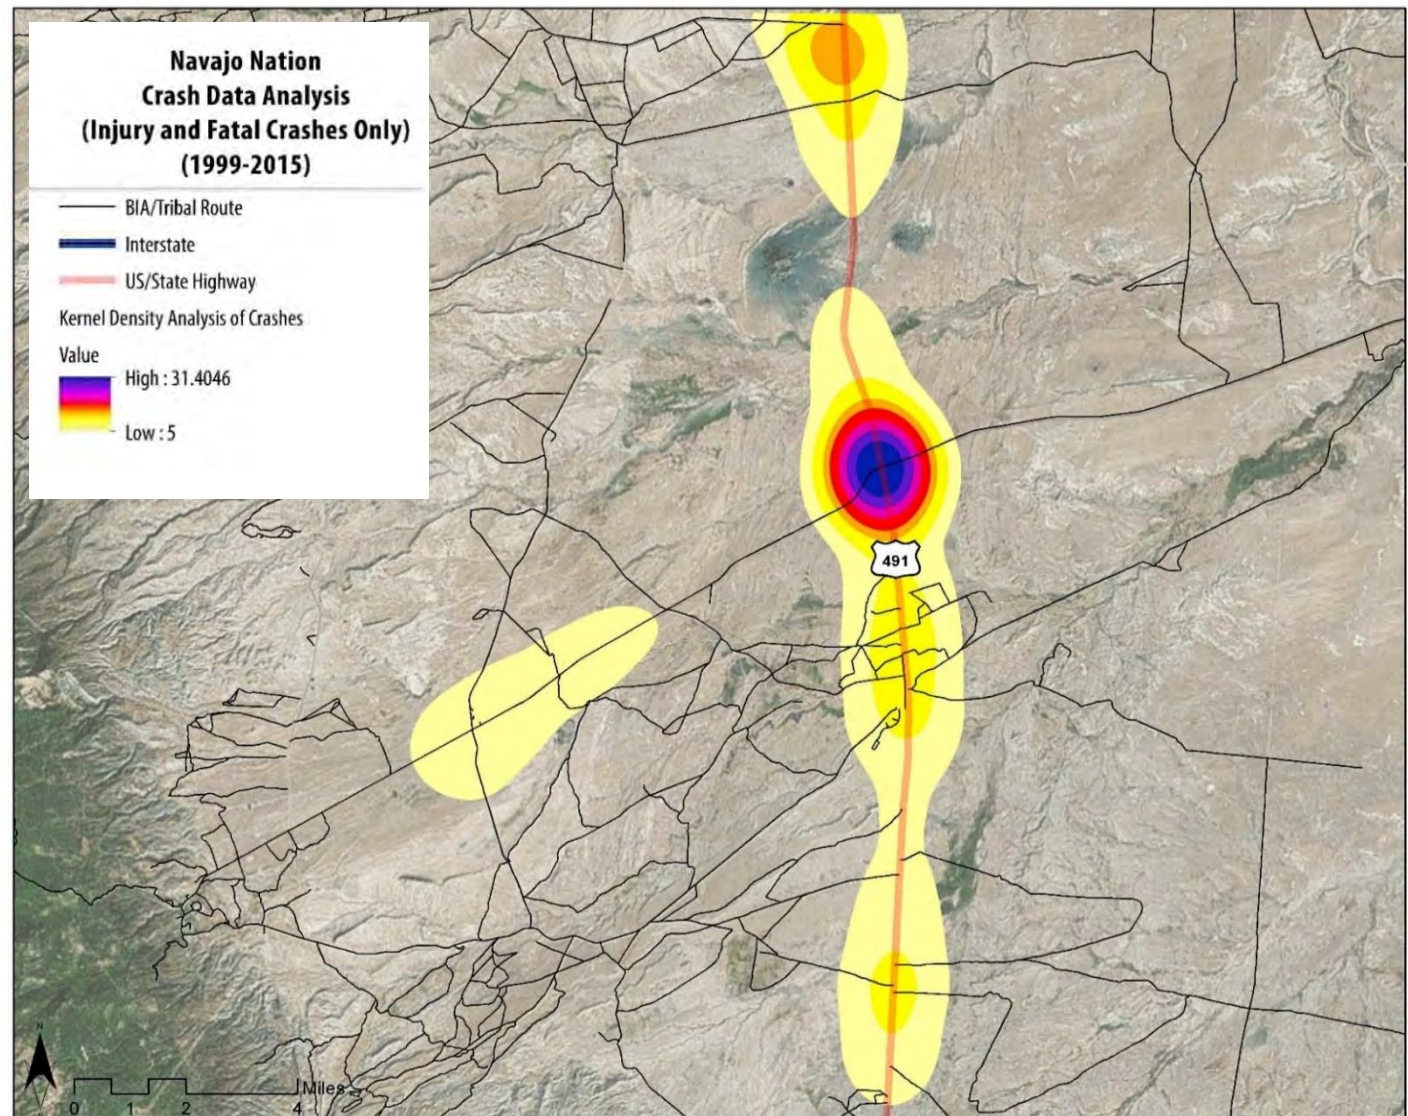 Navajo Nation
Crash Data Analysis
(Injury and Fatal Crashes Only)
(1999-2015)
BIA/Tribal Route
Interstate
US/State Highway
Kernel Density Analysis of Crashes
Value
High : 31.4046
Low : 5
491
N
Miles
0 1 2 4